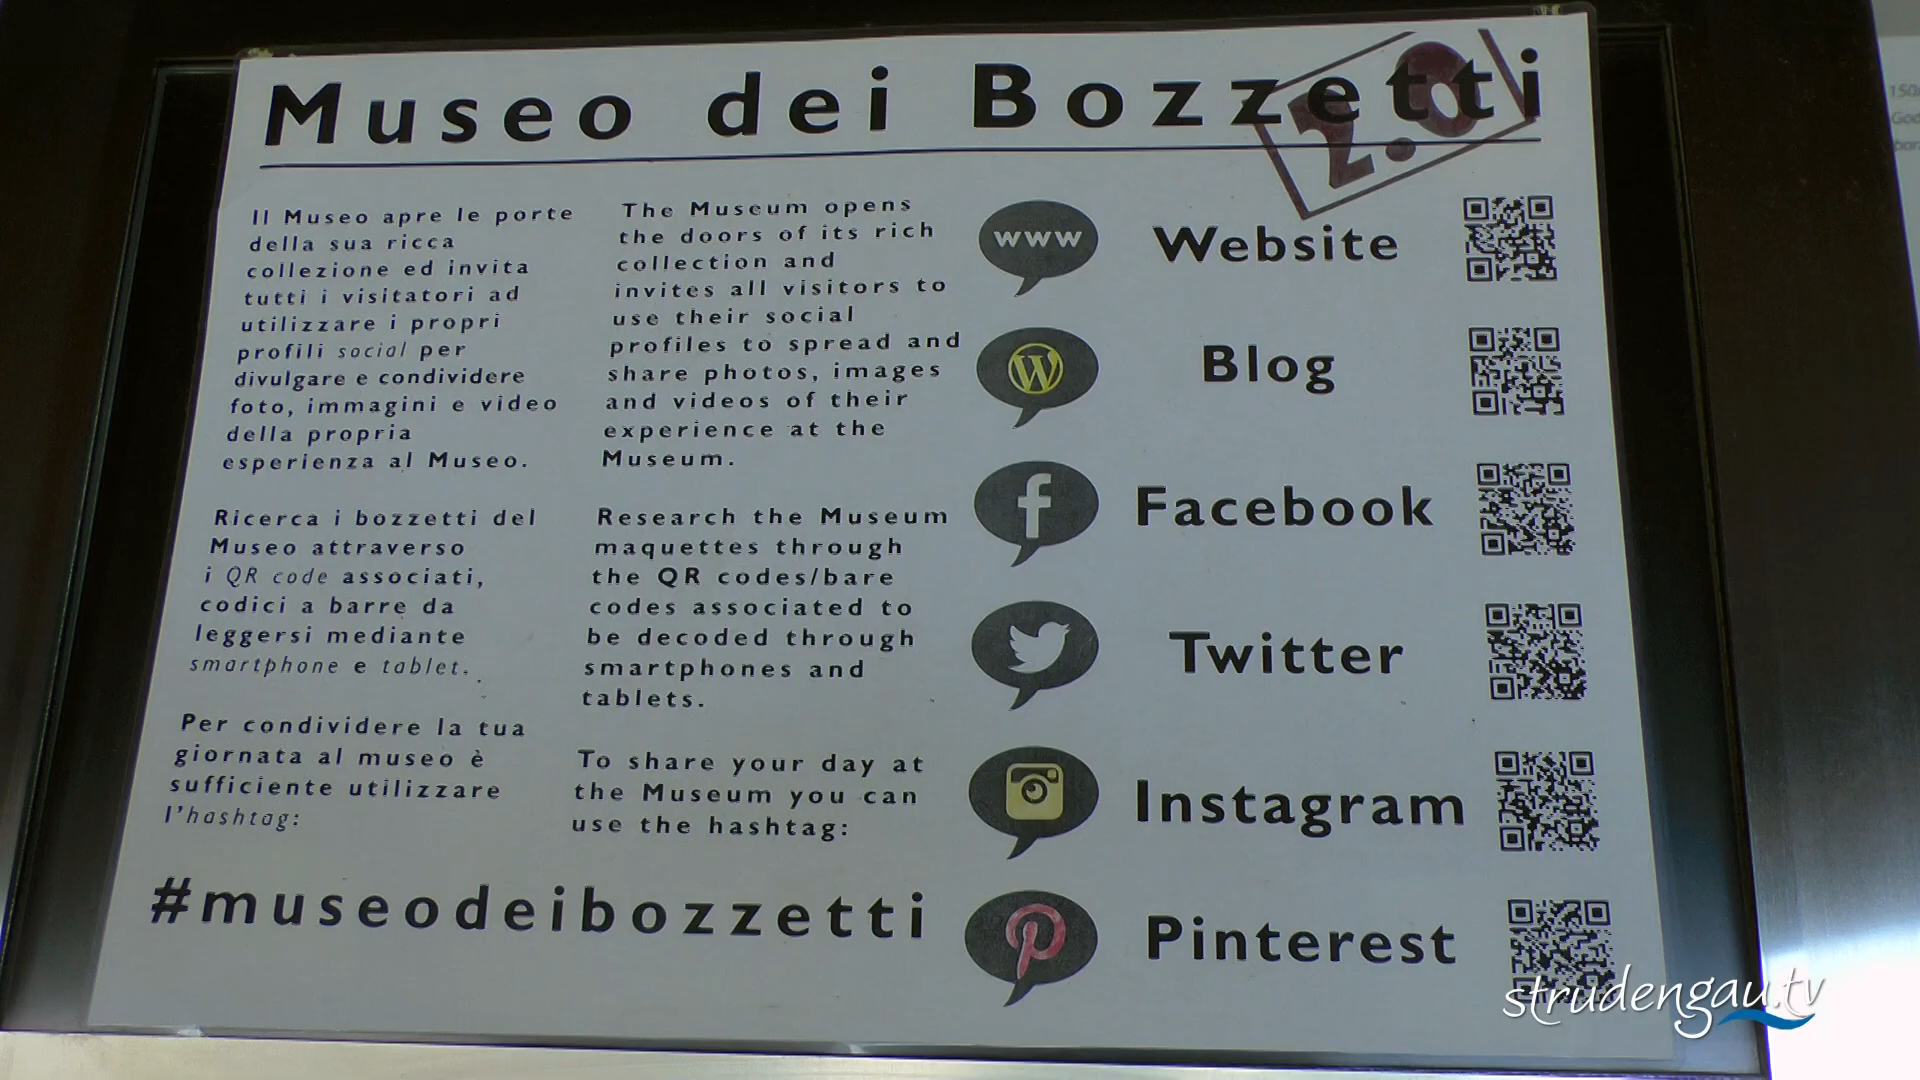 Museo dei Bozzetti
2.0
Il Museo apre le porte
della sua ricca
collezione ed invita
tutti i visitatori ad
utilizzare i propri
profili social per
divulgare e condividere
foto, immagini e video
della propria
esperienza al Museo.
Ricerca i bozzetti del
Museo attraverso
i QR code associati,
codici a barre da
leggersi mediante
smartphone e tablet.
Per condividere la tua
giornata al museo è
sufficiente utilizzare
l'hashtag:
The Museum opens
the doors of its rich
collection and
invites all visitors to
use their social
profiles to spread and
share photos, images
and videos of their
experience at the
Museum.
Research the Museum
maquettes through
the QR codes/bare
codes associated to
be decoded through
smartphones and
tablets.
To share your day at
the Museum you can
use the hashtag:
#museodeibozzetti
www
Website
Blog
Facebook
Twitter
Instagram
Pinterest
strudengau.tv